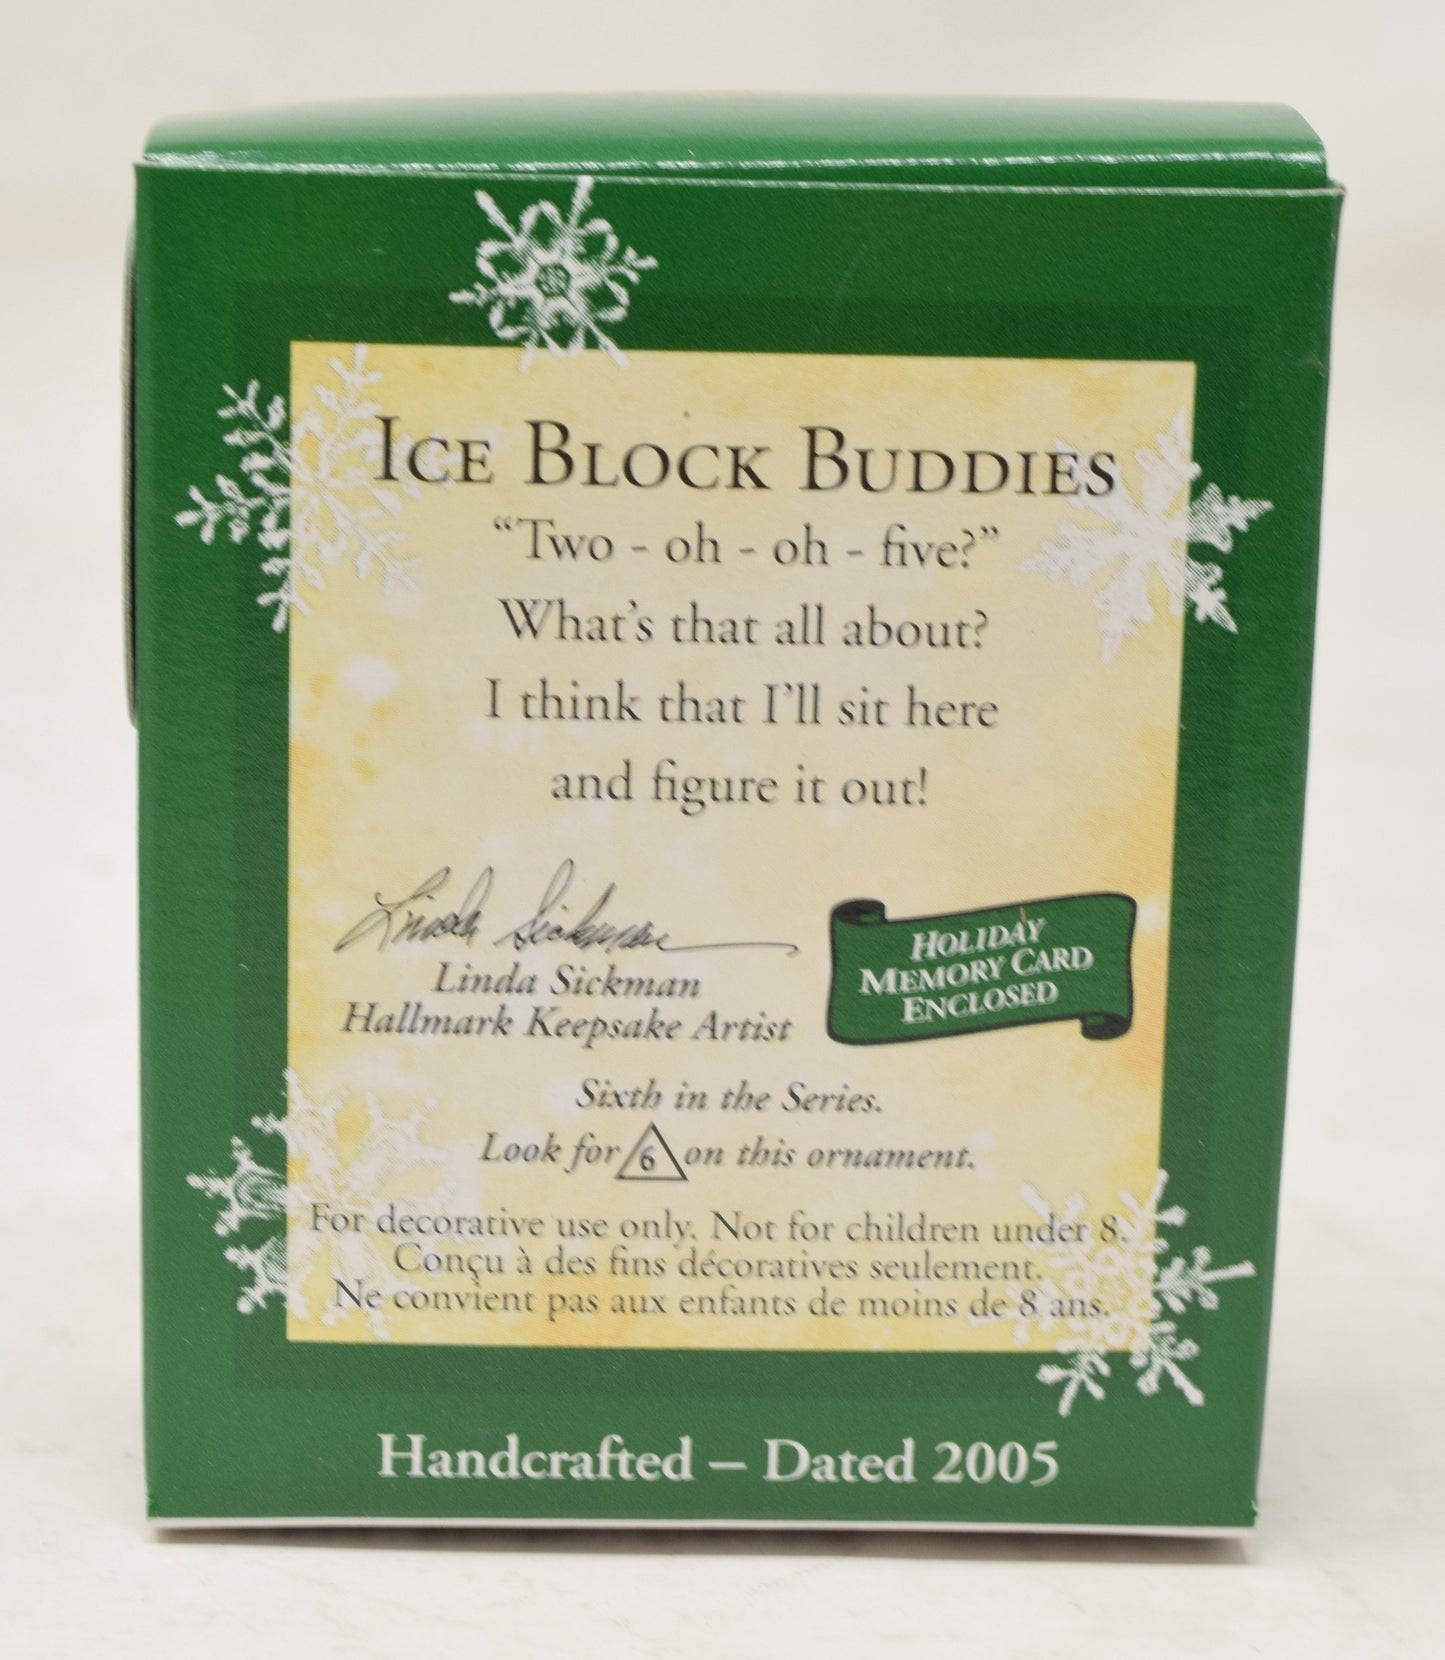 ICE BLOCK BUDDIES
“Two - oh - oh - five?”
What’s that all about?
I think that I’ll sit here
and figure it out!
Linda Sickman
Linda Sickman
Hallmark Keepsake Artist
HOLIDAY
MEMORY CARD
ENCLOSED
Sixth in the Series.
Look for 6 on this ornament.
For decorative use only. Not for children under 8.
Conçu à des fins décoratives seulement.
Ne convient pas aux enfants de moins de 8 ans.
Handcrafted – Dated 2005